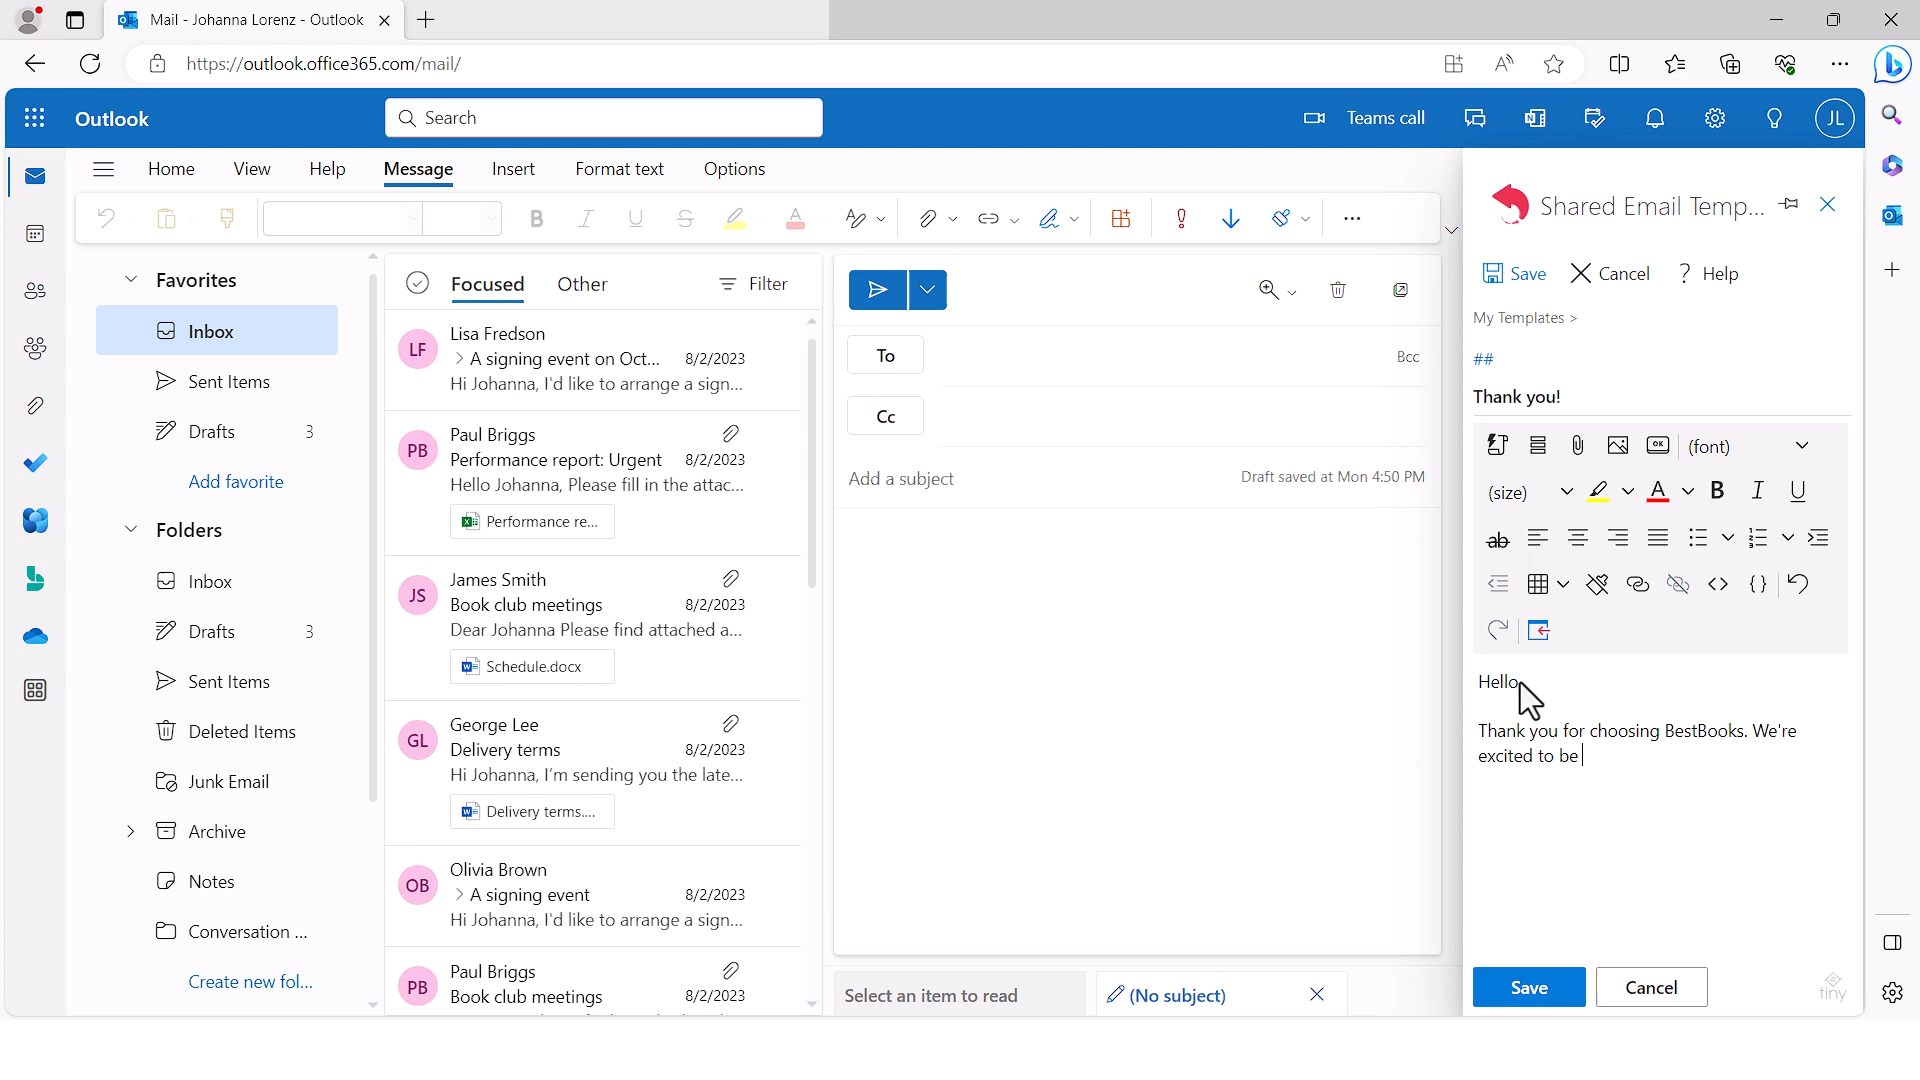 Mail - Johanna Lorenz - Outlook
https://outlook.office365.com/mail/
Outlook
Search
Teams call
JL
Home
View
Help
Message
Insert
Format text
Options
Favorites
Inbox
Sent Items
Drafts 3
Add favorite
Folders
Inbox
Drafts 3
Sent Items
Deleted Items
Junk Email
Archive
Notes
Conversation ...
Create new fol...
Focused
Other
Filter
LF
Lisa Fredson
> A signing event on Oct... 8/2/2023
Hi Johanna, I'd like to arrange a sign...
PB
Paul Briggs
Performance report: Urgent 8/2/2023
Hello Johanna, Please fill in the attac...
Performance re...
JS
James Smith
Book club meetings 8/2/2023
Dear Johanna Please find attached a...
Schedule.docx
GL
George Lee
Delivery terms 8/2/2023
Hi Johanna, I'm sending you the late...
Delivery terms....
OB
Olivia Brown
> A signing event 8/2/2023
Hi Johanna, I'd like to arrange a sign...
PB
Paul Briggs
Book club meetings 8/2/2023
To
Bcc
Cc
Add a subject
Draft saved at Mon 4:50 PM
Select an item to read
(No subject)
Shared Email Temp...
Save
Cancel
? Help
My Templates >
##
Thank you!
OK
(font)
(size)
A
B
I
U
ab
Hello
Thank you for choosing BestBooks. We're
excited to be
Save
Cancel
tiny